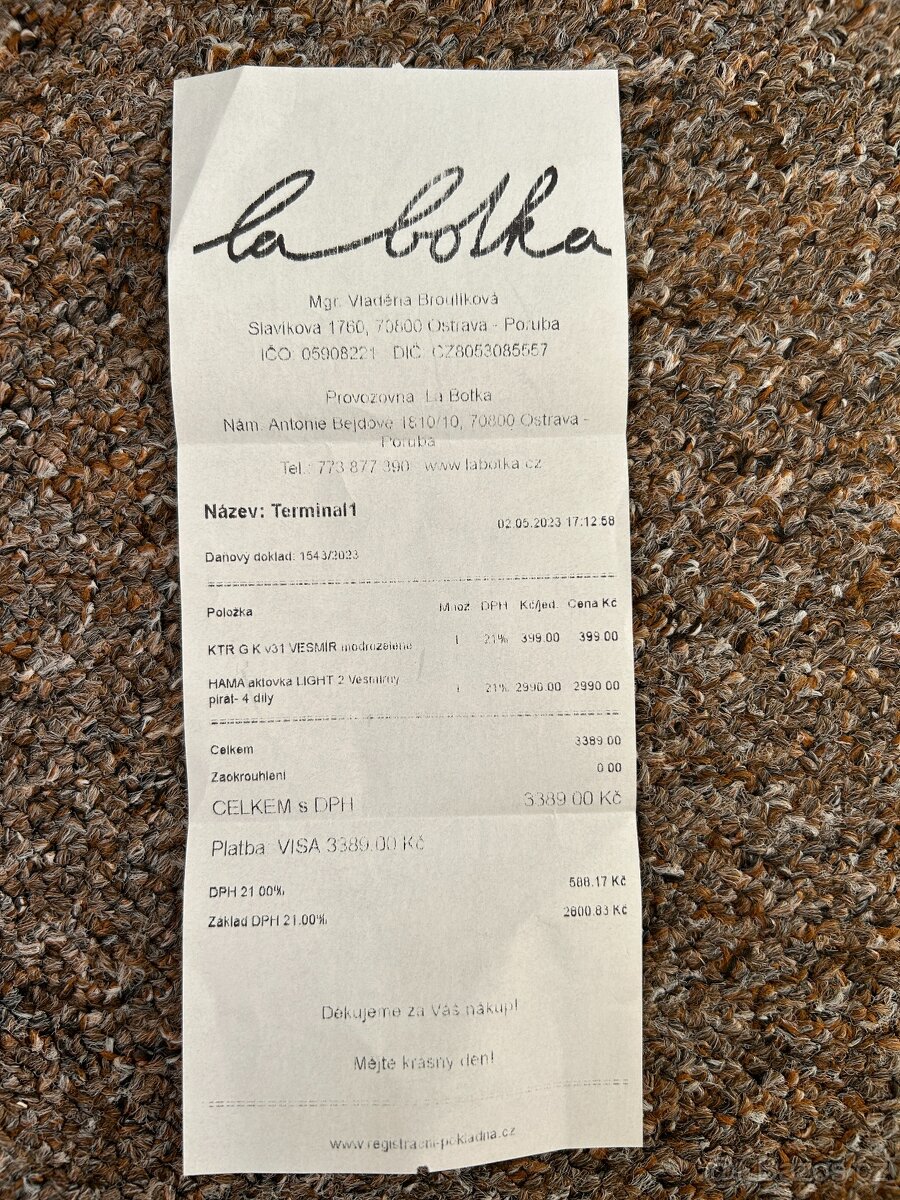 la botka
Mgr. Vladěna Broulíková
Slavíkova 1760, 70800 Ostrava - Poruba
IČO: 05908221 DIČ: CZ8053085557
Provozovna: La Botka
Nám. Antonie Bejdové 1810/10, 70800 Ostrava -
Poruba
Tel.: 773 877 390 www.labotka.cz
Název: Terminal1
02.05.2023 17:12:58
Daňový doklad: 1543/2023
Položka Množ. DPH Kč/jed. Cena Kč
KTR G K v31 VESMÍR modrozelené 1 21% 399.00 399.00
HAMA aktovka LIGHT 2 Vesmírný 1 21% 2990.00 2990.00
pirát- 4 díly
Celkem 3389.00
Zaokrouhlení 0.00
CELKEM s DPH 3389.00 Kč
Platba: VISA 3389.00 Kč
DPH 21.00% 588.17 Kč
Základ DPH 21.00% 2800.83 Kč
Děkujeme za Váš nákup!
Mějte krásný den!
www.registracni-pokladna.cz